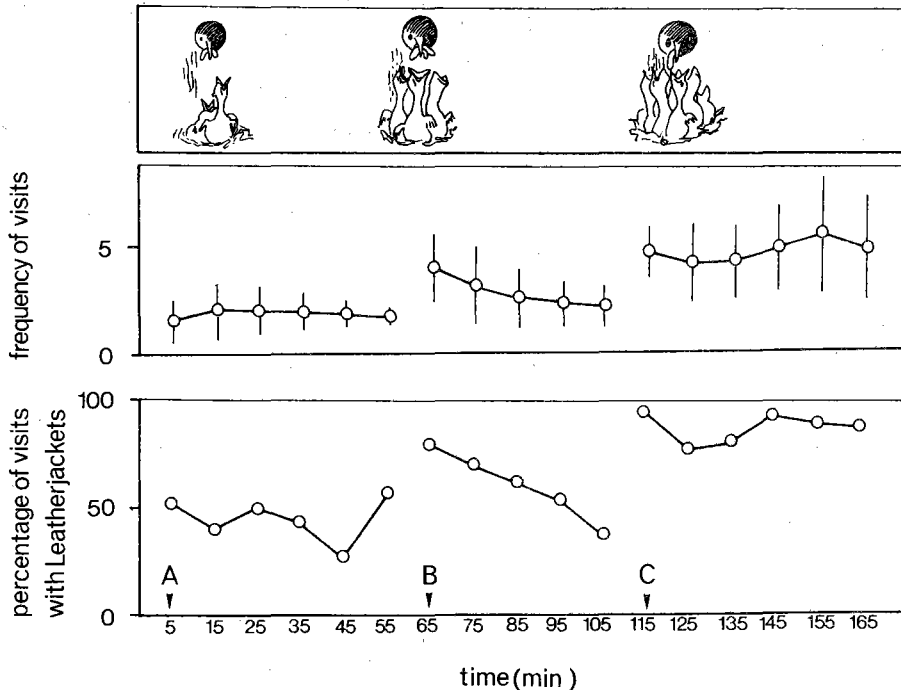 frequency of visits
5
0
percentage of visits
with Leatherjackets
100
50
0
A
B
C
5 15 25 35 45 55 65 75 85 95 105 115 125 135 145 155 165
time (min)